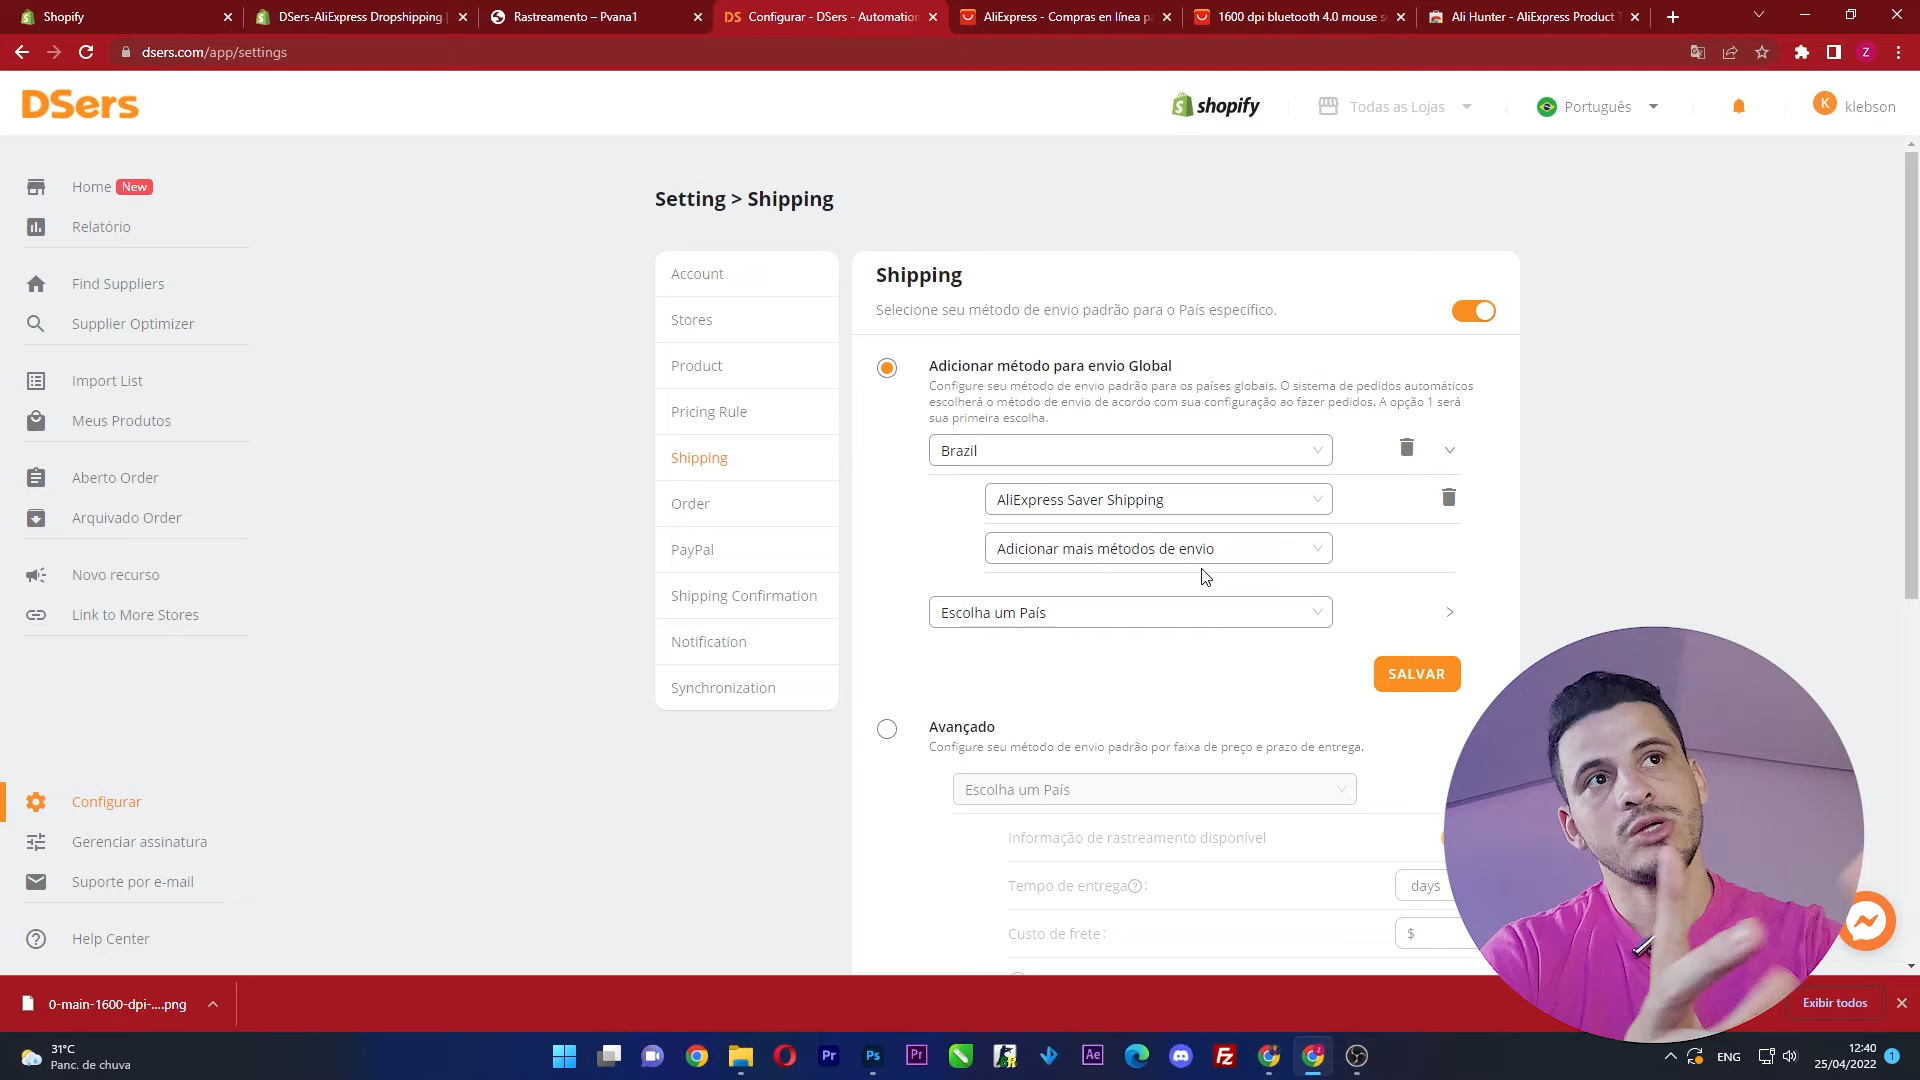 Shopify
DSers-AliExpress Dropshipping
Rastreamento – Pvana1
DS Configurar - DSers - Automation
AliExpress - Compras en línea pa
1600 dpi bluetooth 4.0 mouse s
Ali Hunter - AliExpress Product T
dsers.com/app/settings
Z
DSers
shopify
Todas as Lojas
Português
K klebson
Home New
Relatório
Find Suppliers
Supplier Optimizer
Import List
Meus Produtos
Aberto Order
Arquivado Order
Novo recurso
Link to More Stores
Configurar
Gerenciar assinatura
Suporte por e-mail
Help Center
Setting > Shipping
Account
Stores
Product
Pricing Rule
Shipping
Order
PayPal
Shipping Confirmation
Notification
Synchronization
Shipping
Selecione seu método de envio padrão para o País específico.
Adicionar método para envio Global
Configure seu método de envio padrão para os países globais. O sistema de pedidos automáticos
escolherá o método de envio de acordo com sua configuração ao fazer pedidos. A opção 1 será
sua primeira escolha.
Brazil
AliExpress Saver Shipping
Adicionar mais métodos de envio
Escolha um País
SALVAR
Avançado
Configure seu método de envio padrão por faixa de preço e prazo de entrega.
Escolha um País
Informação de rastreamento disponível
Tempo de entrega ? :
days
Custo de frete:
$
0-main-1600-dpi-....png
Exibir todos
31°C
Panc. de chuva
Pr
Ps
Pr
Ae
Fz
ENG
12:40
25/04/2022
1